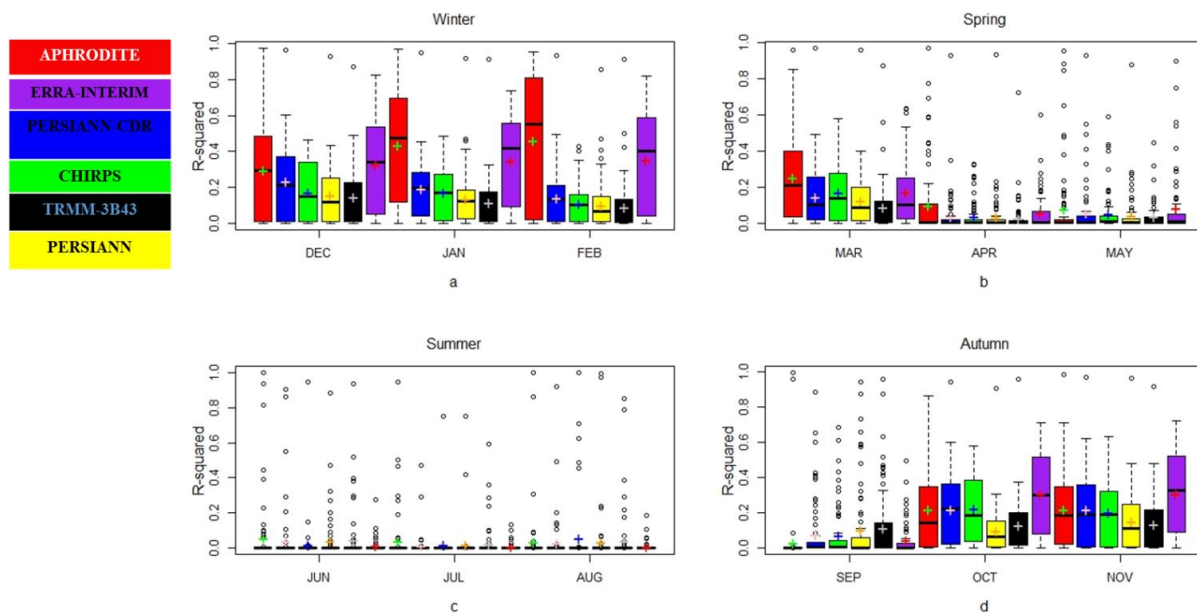 APHRODITE
ERRA-INTERIM
PERSIANN-CDR
CHIRPS
TRMM-3B43
PERSIANN
Winter
R-squared
0.0 0.2 0.4 0.6 0.8 1.0
DEC JAN FEB
a
Spring
R-squared
0.0 0.2 0.4 0.6 0.8 1.0
MAR APR MAY
b
Summer
R-squared
0.0 0.2 0.4 0.6 0.8 1.0
JUN JUL AUG
c
Autumn
R-squared
0.0 0.2 0.4 0.6 0.8 1.0
SEP OCT NOV
d